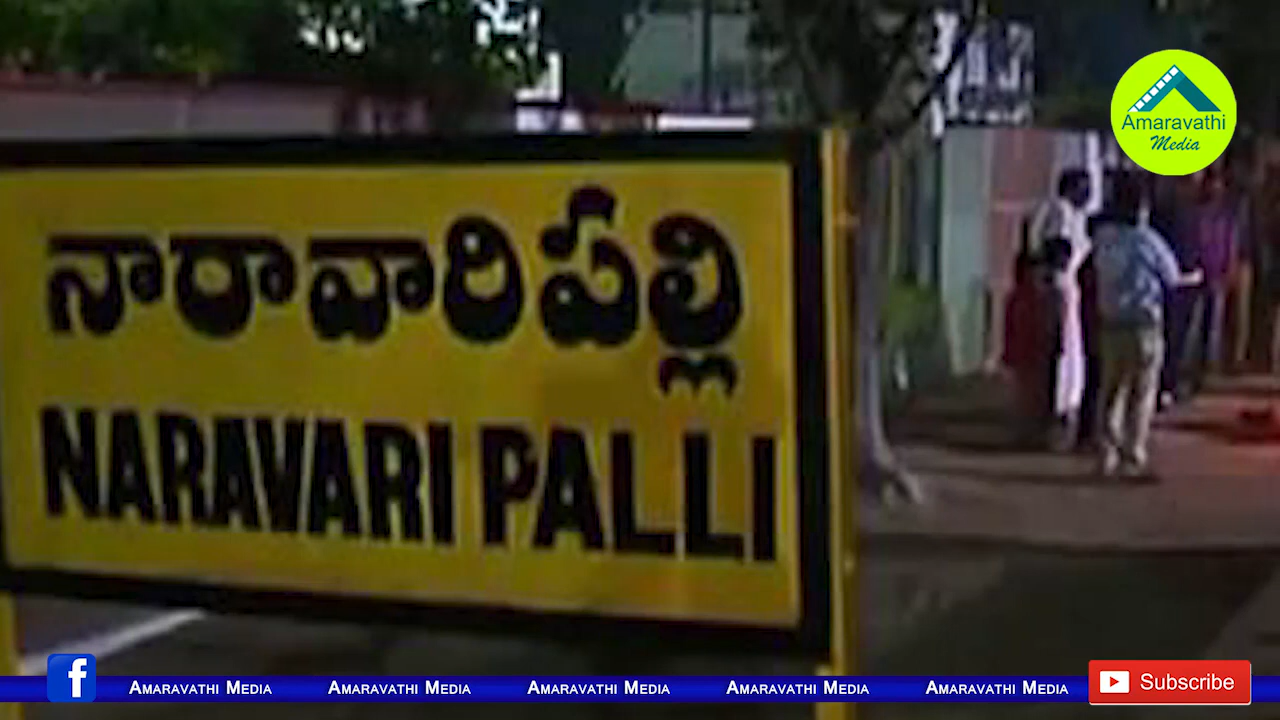 నారావారిపల్లి
NARAVARI PALLI
Amaravathi
Media
f
Amaravathi Media Amaravathi Media Amaravathi Media Amaravathi Media Amaravathi Media
Subscribe